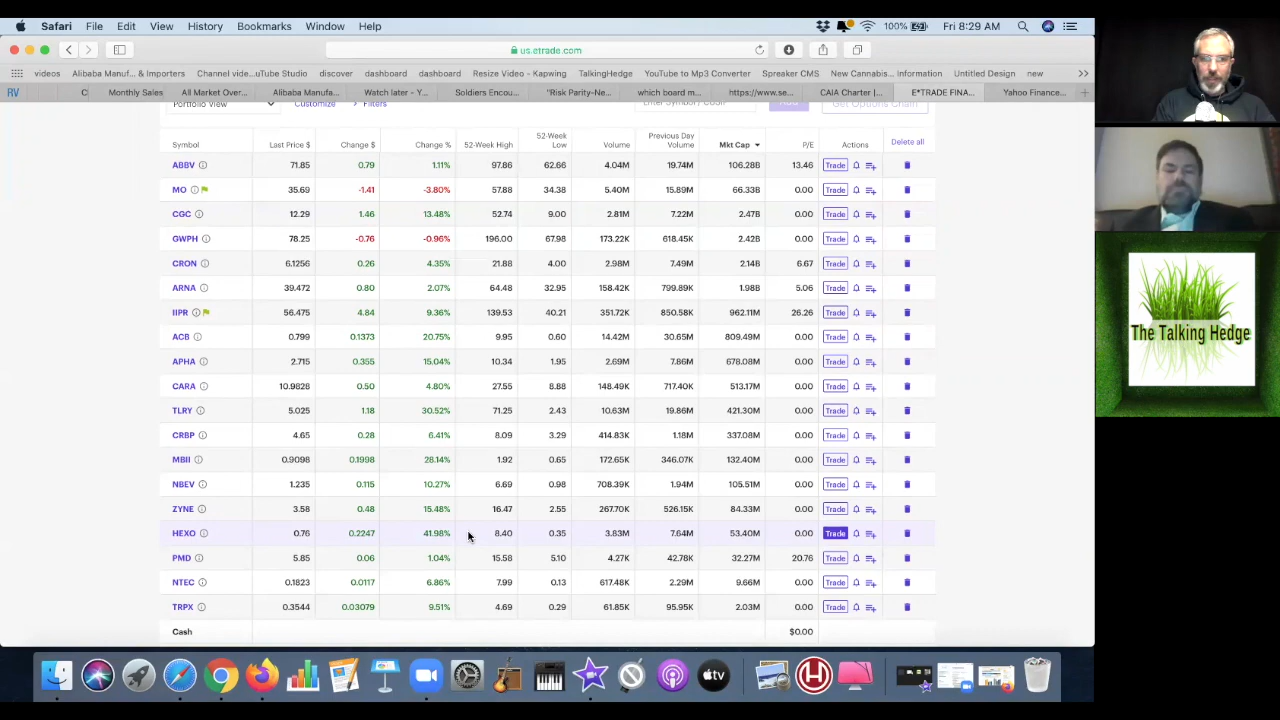 Safari File Edit View History Bookmarks Window Help 100% Fri 8:29 AM
us.etrade.com
videos Alibaba Manuf... & Importers Channel vide...uTube Studio discover dashboard dashboard Resize Video - Kapwing TalkingHedge YouTube to Mp3 Converter Spreaker CMS New Cannabis... Information Untitled Design new
RV C Monthly Sales All Market Over... Alibaba Manufa... Watch later - Y... Soldiers Encou... "Risk Parity-Ne... which board m... https://www.se... CAIA Charter |... E*TRADE FINA... Yahoo Finance...
Portfolio View Customize Filters Enter Symbol / Cash Add Get Options Chain
Symbol Last Price $ Change $ Change % 52-Week High 52-Week Low Volume Previous Day Volume Mkt Cap P/E Actions Delete all
ABBV 71.85 0.79 1.11% 97.86 62.66 4.04M 19.74M 106.28B 13.46 Trade
MO 35.69 -1.41 -3.80% 57.88 34.38 5.40M 15.89M 66.33B 0.00 Trade
CGC 12.29 1.46 13.48% 52.74 9.00 2.81M 7.22M 2.47B 0.00 Trade
GWPH 78.25 -0.76 -0.96% 196.00 67.98 173.22K 618.45K 2.42B 0.00 Trade
CRON 6.1256 0.26 4.35% 21.88 4.00 2.98M 7.49M 2.14B 6.67 Trade
ARNA 39.472 0.80 2.07% 64.48 32.95 158.42K 799.89K 1.98B 5.06 Trade
IIPR 56.475 4.84 9.36% 139.53 40.21 351.72K 850.58K 962.11M 26.26 Trade
ACB 0.799 0.1373 20.75% 9.95 0.60 14.42M 30.65M 809.49M 0.00 Trade
APHA 2.715 0.355 15.04% 10.34 1.95 2.69M 7.86M 678.08M 0.00 Trade
CARA 10.9828 0.50 4.80% 27.55 8.88 148.49K 717.40K 513.17M 0.00 Trade
TLRY 5.025 1.18 30.52% 71.25 2.43 10.63M 19.86M 421.30M 0.00 Trade
CRBP 4.65 0.28 6.41% 8.09 3.29 414.83K 1.18M 337.08M 0.00 Trade
MBII 0.9098 0.1998 28.14% 1.92 0.65 172.65K 346.07K 132.40M 0.00 Trade
NBEV 1.235 0.115 10.27% 6.69 0.98 708.39K 1.94M 105.51M 0.00 Trade
ZYNE 3.58 0.48 15.48% 16.47 2.55 267.70K 526.15K 84.33M 0.00 Trade
HEXO 0.76 0.2247 41.98% 8.40 0.35 3.83M 7.64M 53.40M 0.00 Trade
PMD 5.85 0.06 1.04% 15.58 5.10 4.27K 42.78K 32.27M 20.76 Trade
NTEC 0.1823 0.0117 6.86% 7.99 0.13 617.48K 2.29M 9.66M 0.00 Trade
TRPX 0.3544 0.03079 9.51% 4.69 0.29 61.85K 95.95K 2.03M 0.00 Trade
Cash $0.00
tv
The Talking Hedge